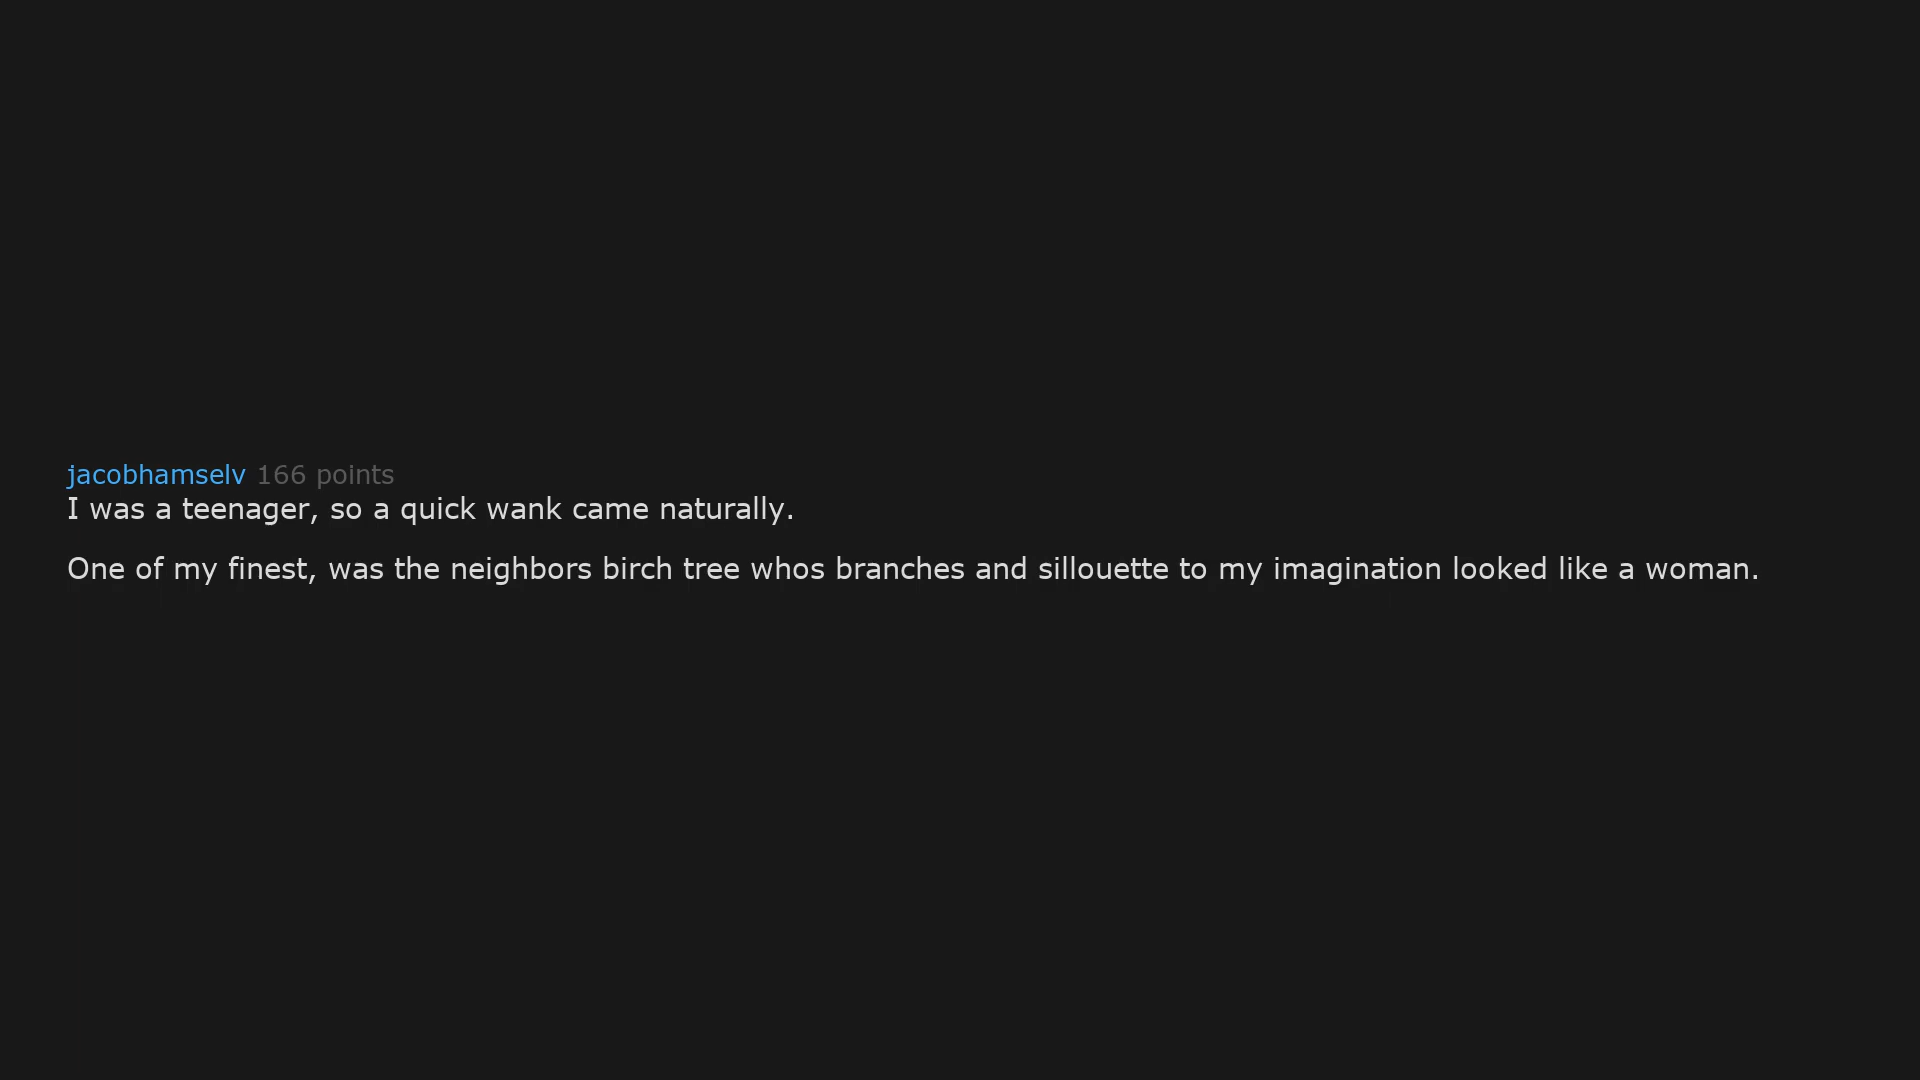 jacobhamselv 166 points
I was a teenager, so a quick wank came naturally.
One of my finest, was the neighbors birch tree whos branches and sillouette to my imagination looked like a woman.